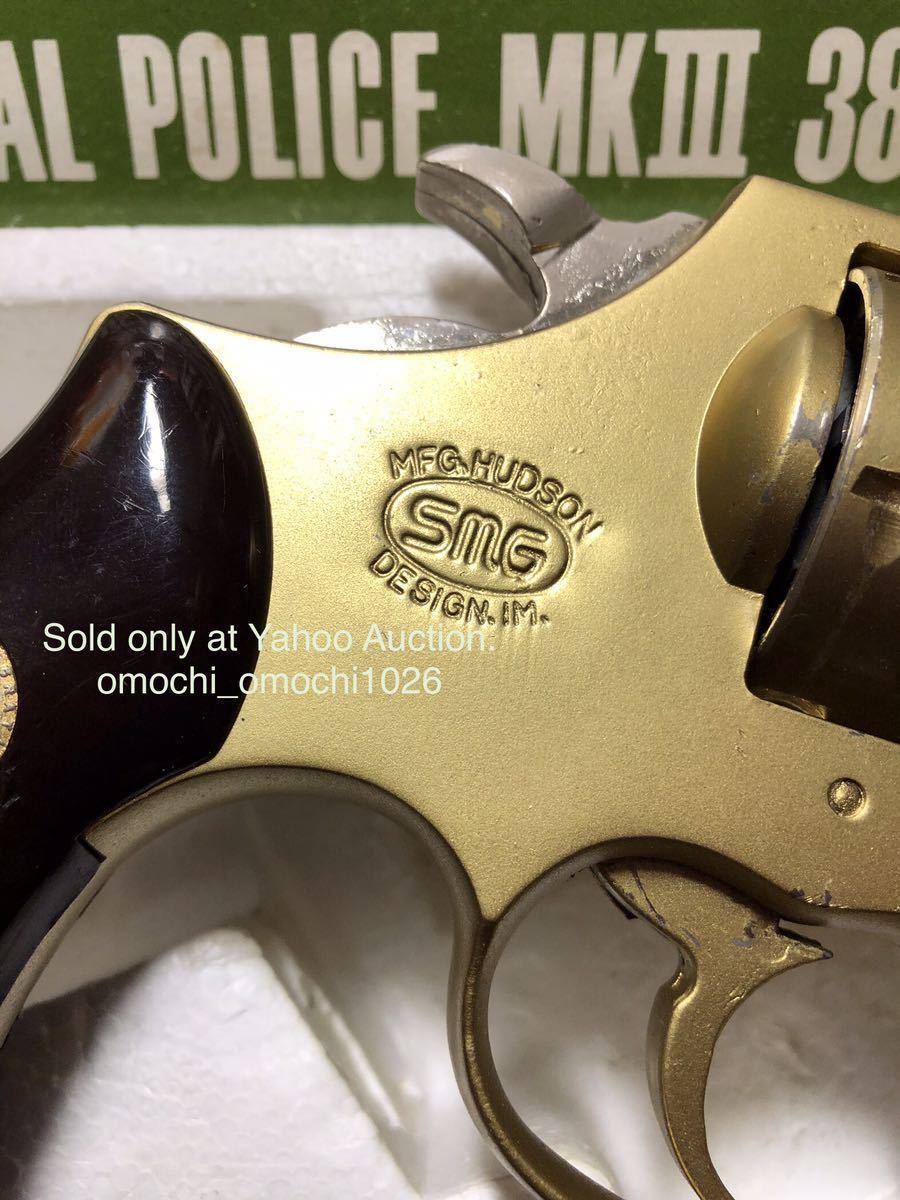 AL POLICE MKIII 38
MFG.HUDSON
SMG
DESIGN.IM.
Sold only at Yahoo Auction.
omochi_omochi1026